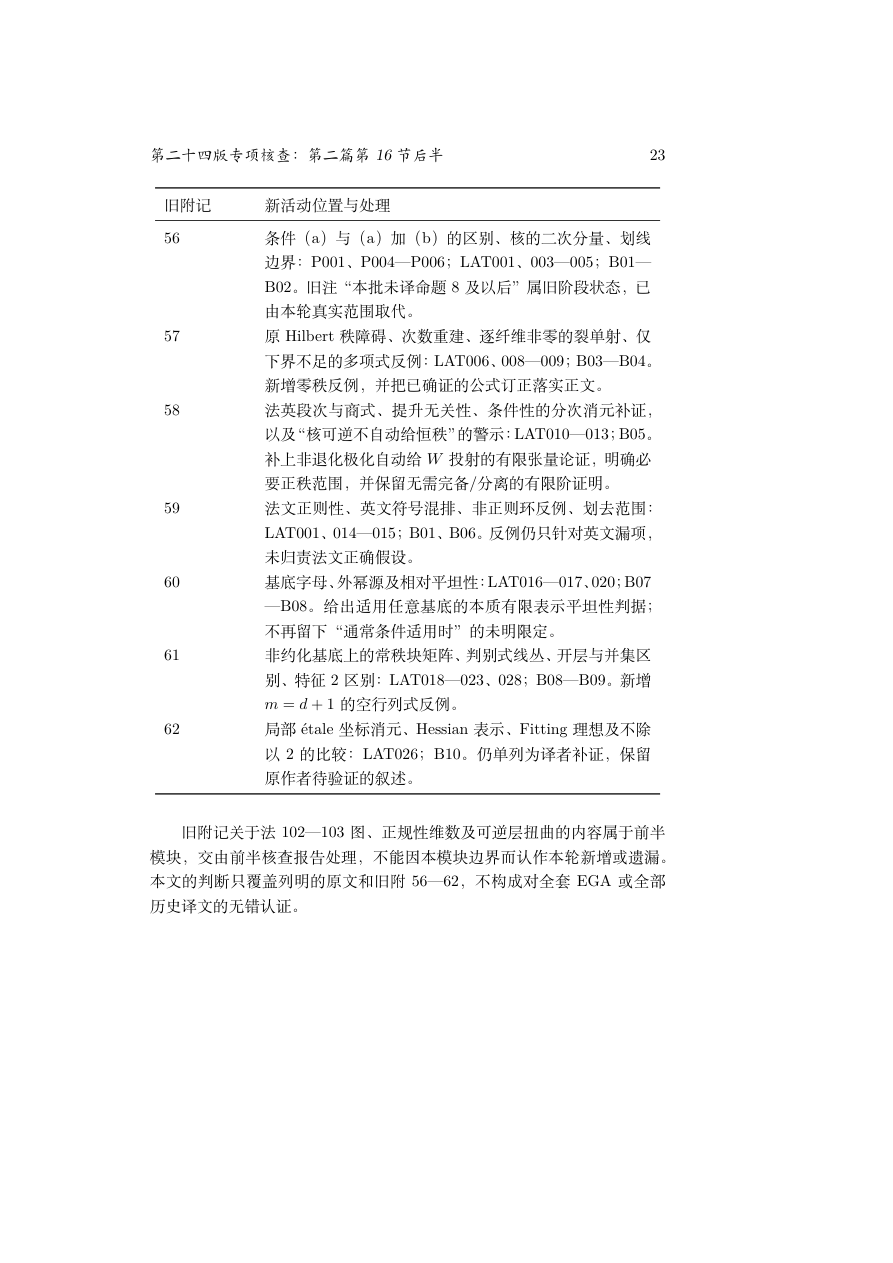 第二十四版专项核查：第二篇第 16 节后半 23
旧附记 新活动位置与处理
56 条件（a）与（a）加（b）的区别、核的二次分量、划线
边界：P001、P004—P006；LAT001、003—005；B01—
B02。旧注“本批未译命题 8 及以后”属旧阶段状态，已
由本轮真实范围取代。
57 原 Hilbert 秩障碍、次数重建、逐纤维非零的裂单射、仅
下界不足的多项式反例：LAT006、008—009；B03—B04。
新增零秩反例，并把已确证的公式订正落实正文。
58 法英段次与商式、提升无关性、条件性的分次消元补证，
以及“核可逆不自动给恒秩”的警示：LAT010—013；B05。
补上非退化极化自动给 W 投射的有限张量论证，明确必
要正秩范围，并保留无需完备/分离的有限阶证明。
59 法文正则性、英文符号混排、非正则环反例、划去范围：
LAT001、014—015；B01、B06。反例仍只针对英文漏项，
未归责法文正确假设。
60 基底字母、外幂源及相对平坦性：LAT016—017、020；B07
—B08。给出适用任意基底的本质有限表示平坦性判据；
不再留下“通常条件适用时”的未明限定。
61 非约化基底上的常秩块矩阵、判别式线丛、开层与并集区
别、特征 2 区别：LAT018—023、028；B08—B09。新增
m = d + 1 的空行列式反例。
62 局部 étale 坐标消元、Hessian 表示、Fitting 理想及不除
以 2 的比较：LAT026；B10。仍单列为译者补证，保留
原作者待验证的叙述。
旧附记关于法 102—103 图、正规性维数及可逆层扭曲的内容属于前半
模块，交由前半核查报告处理，不能因本模块边界而认作本轮新增或遗漏。
本文的判断只覆盖列明的原文和旧附 56—62，不构成对全套 EGA 或全部
历史译文的无错认证。